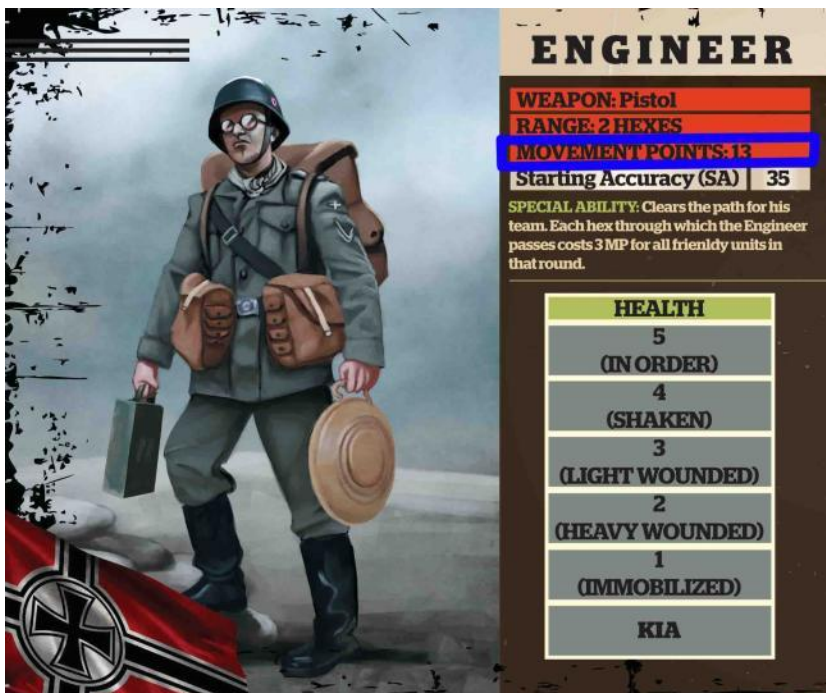 ENGINEER
WEAPON: Pistol
RANGE: 2 HEXES
MOVEMENT POINTS: 13
Starting Accuracy (SA) 35
SPECIAL ABILITY: Clears the path for his
team. Each hex through which the Engineer
passes costs 3 MP for all frienldy units in
that round.
HEALTH
5
(IN ORDER)
4
(SHAKEN)
3
(LIGHT WOUNDED)
2
(HEAVY WOUNDED)
1
(IMMOBILIZED)
KIA